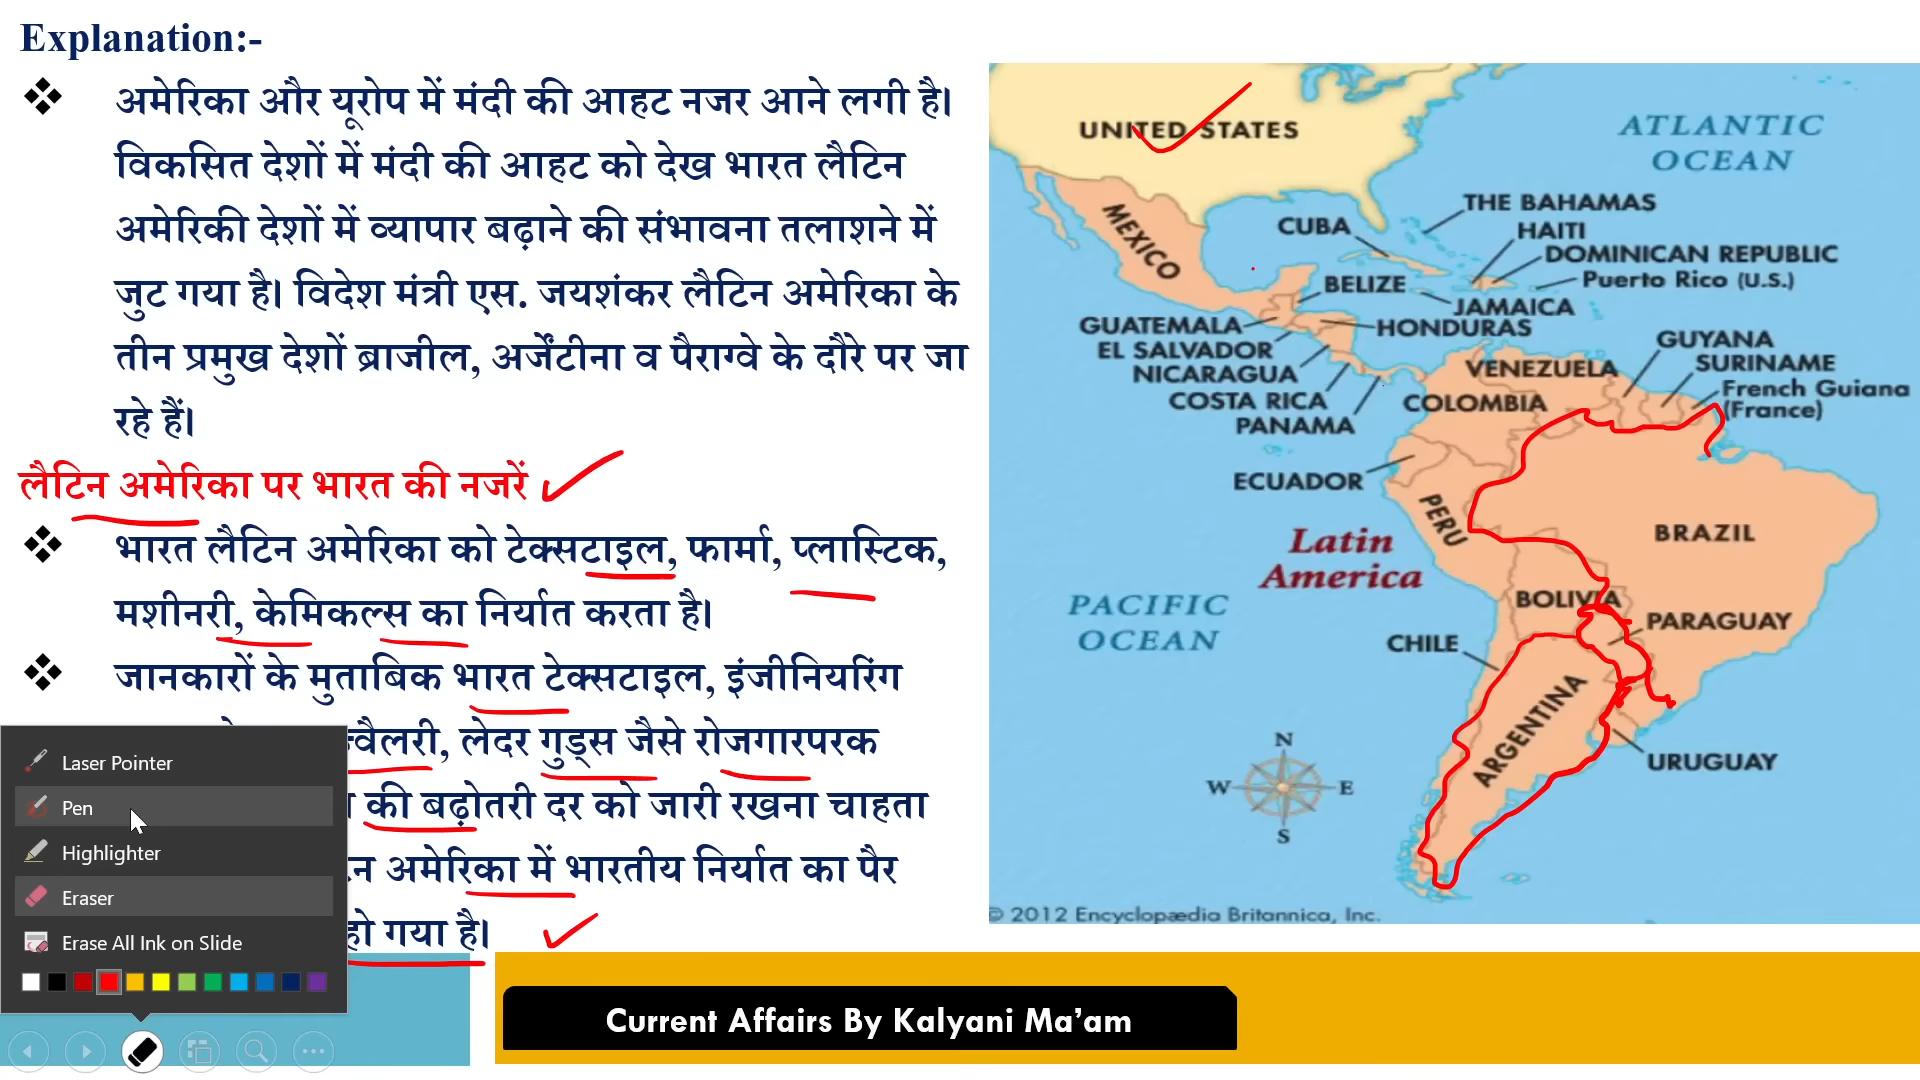 Explanation:-
अमेरिका और यूरोप में मंदी की आहट नजर आने लगी है।
विकसित देशों में मंदी की आहट को देख भारत लैटिन
अमेरिकी देशों में व्यापार बढ़ाने की संभावना तलाशने में
जुट गया है। विदेश मंत्री एस. जयशंकर लैटिन अमेरिका के
तीन प्रमुख देशों ब्राजील, अर्जेंटीना व पैराग्वे के दौरे पर जा
रहे हैं।
लैटिन अमेरिका पर भारत की नजरें
भारत लैटिन अमेरिका को टेक्सटाइल, फार्मा, प्लास्टिक,
मशीनरी, केमिकल्स का निर्यात करता है।
जानकारों के मुताबिक भारत टेक्सटाइल, इंजीनियरिंग
लेदर गुड्स जैसे रोजगारपरक
की बढ़ोतरी दर को जारी रखना चाहता
अमेरिका में भारतीय निर्यात का पैर
हो गया है।
Laser Pointer
Pen
Highlighter
Eraser
Erase All Ink on Slide
UNITED STATES
ATLANTIC
OCEAN
MEXICO
CUBA
THE BAHAMAS
HAITI
DOMINICAN REPUBLIC
Puerto Rico (U.S.)
BELIZE
JAMAICA
GUATEMALA
HONDURAS
EL SALVADOR
NICARAGUA
COSTA RICA
PANAMA
GUYANA
SURINAME
French Guiana
(France)
VENEZUELA
COLOMBIA
ECUADOR
PERU
BRAZIL
Latin
America
PACIFIC
OCEAN
BOLIVIA
PARAGUAY
CHILE
ARGENTINA
URUGUAY
N
W E
S
© 2012 Encyclopædia Britannica, Inc.
Current Affairs By Kalyani Ma’am